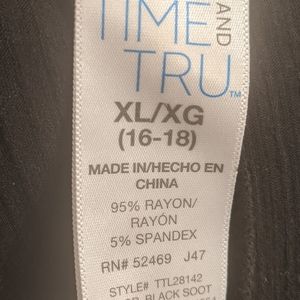 TIME AND
TRU™
XL/XG
(16-18)
MADE IN/HECHO EN
CHINA
95% RAYON/
RAYÓN
5% SPANDEX
RN# 52469 J47
STYLE# TTL28142
BLACK SOOT